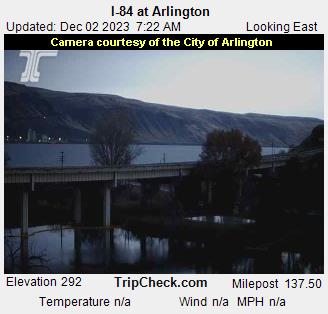 I-84 at Arlington
Updated: Dec 02 2023 7:22 AM Looking East
Camera courtesy of the City of Arlington
Elevation 292 TripCheck.com Milepost 137.50
Temperature n/a Wind n/a MPH n/a